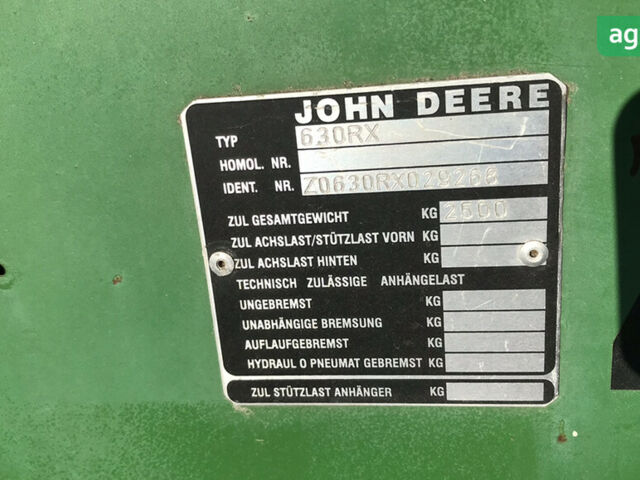 ag
JOHN DEERE
TYP 630RX
HOMOL. NR.
IDENT. NR. Z0630RX029268
ZUL GESAMTGEWICHT KG 2500
ZUL ACHSLAST/STÜTZLAST VORN KG
ZUL ACHSLAST HINTEN KG
TECHNISCH ZULÄSSIGE ANHÄNGELAST
UNGEBREMST KG
UNABHÄNGIGE BREMSUNG KG
AUFLAUFGEBREMST KG
HYDRAUL O PNEUMAT GEBREMST KG
ZUL STÜTZLAST ANHÄNGER KG